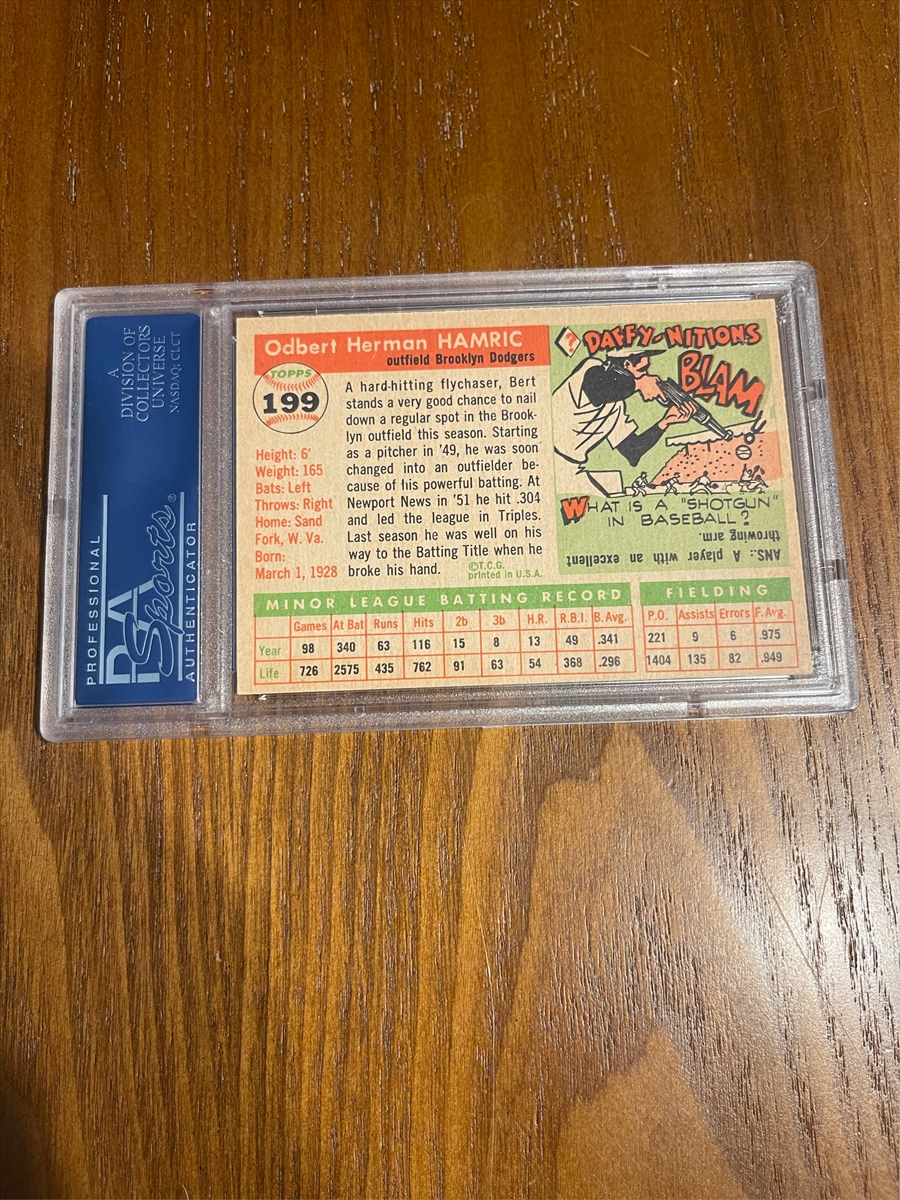 A
DIVISION OF
COLLECTORS
UNIVERSE
NASDAQ: CLCT
PROFESSIONAL
PSA
Sports®
AUTHENTICATOR
Odbert Herman HAMRIC
outfield Brooklyn Dodgers
TOPPS
199
Height: 6'
Weight: 165
Bats: Left
Throws: Right
Home: Sand
Fork, W. Va.
Born:
March 1, 1928
A hard-hitting flychaser, Bert
stands a very good chance to nail
down a regular spot in the Brook-
lyn outfield this season. Starting
as a pitcher in '49, he was soon
changed into an outfielder be-
cause of his powerful batting. At
Newport News in '51 he hit .304
and led the league in Triples.
Last season he was well on his
way to the Batting Title when he
broke his hand.
©T.C.G.
printed in U.S.A.
? DAFFY-NITIONS
BLAM
WHAT IS A "SHOTGUN"
IN BASEBALL?
ANS.: A player with an excellent
throwing arm.
MINOR LEAGUE BATTING RECORD FIELDING
Games At Bat Runs Hits 2b 3b H.R. R.B.I. B. Avg. P.O. Assists Errors F. Avg.
Year 98 340 63 116 15 8 13 49 .341 221 9 6 .975
Life 726 2575 435 762 91 63 54 368 .296 1404 135 82 .949